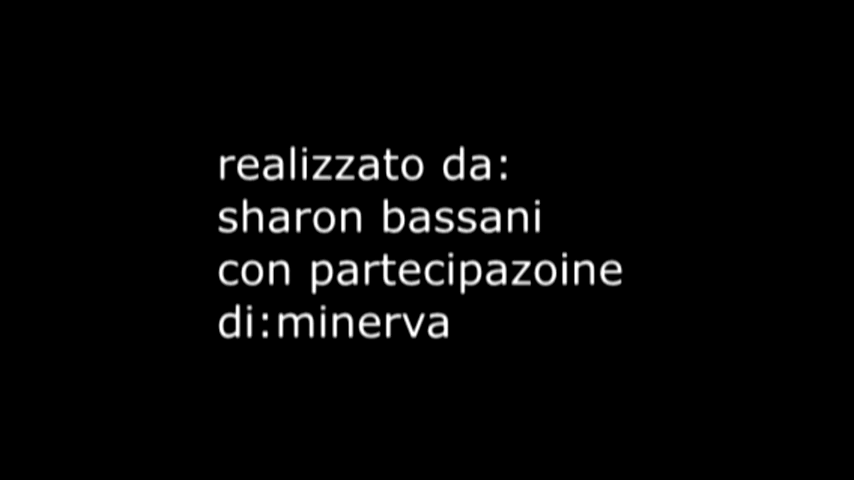 realizzato da:
sharon bassani
con partecipazoine
di:minerva